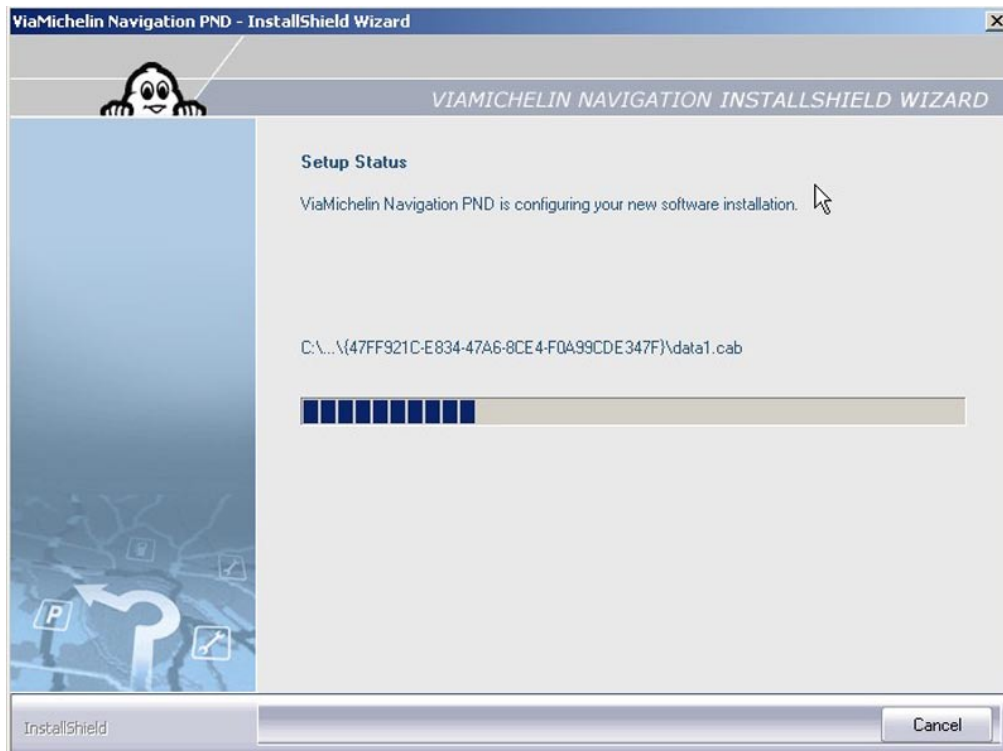 ViaMichelin Navigation PND - InstallShield Wizard
VIAMICHELIN NAVIGATION INSTALLSHIELD WIZARD
Setup Status
ViaMichelin Navigation PND is configuring your new software installation.
C:\...\{47FF921C-E834-47A6-8CE4-F0A99CDE347F}\data1.cab
P
InstallShield
Cancel